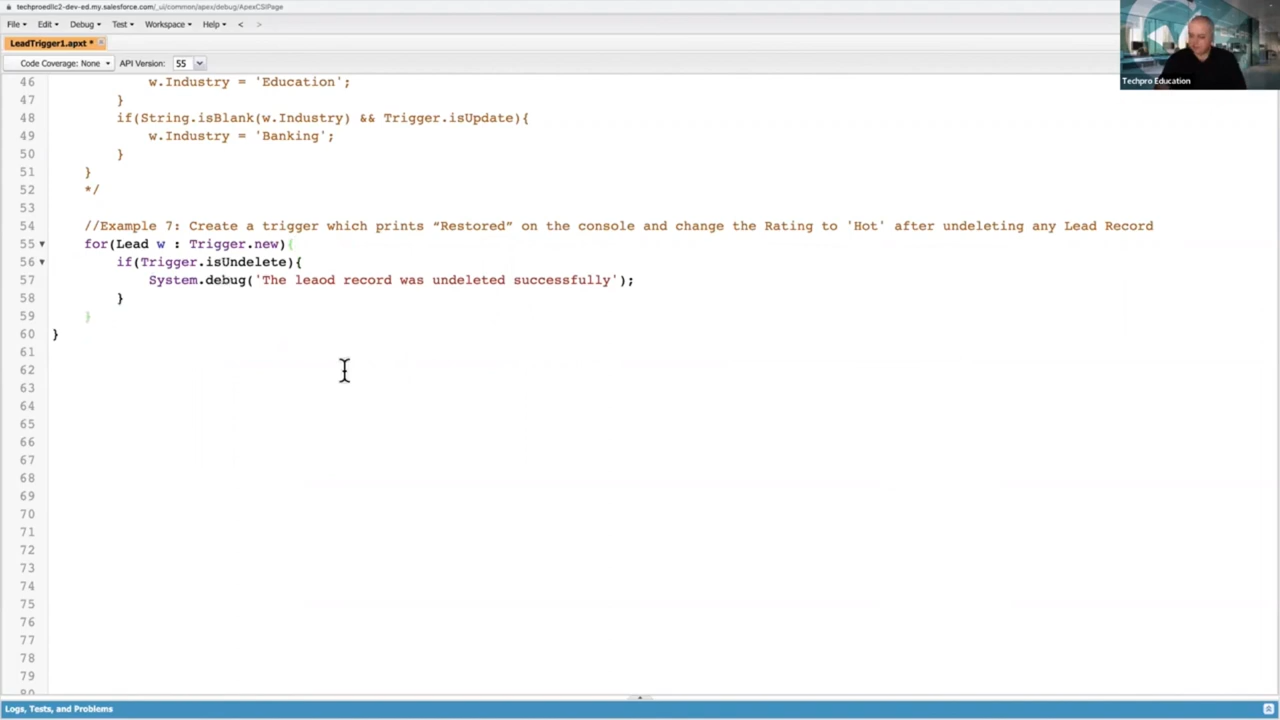 techproedllc2-dev-ed.my.salesforce.com/_ui/common/apex/debug/ApexCSIPage
File Edit Debug Test Workspace Help < >
LeadTrigger1.apxt *
Code Coverage: None API Version: 55
Techpro Education
46 w.Industry = 'Education';
47 }
48 if(String.isBlank(w.Industry) && Trigger.isUpdate){
49 w.Industry = 'Banking';
50 }
51 }
52 */
53
54 //Example 7: Create a trigger which prints “Restored” on the console and change the Rating to 'Hot' after undeleting any Lead Record
55 for(Lead w : Trigger.new){
56 if(Trigger.isUndelete){
57 System.debug('The leaod record was undeleted successfully');
58 }
59 }
60 }
61
62
63
64
65
66
67
68
69
70
71
72
73
74
75
76
77
78
79
80
Logs, Tests, and Problems